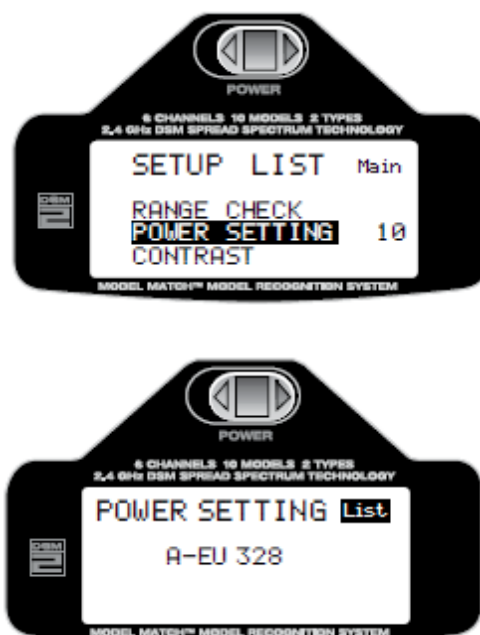 POWER
6 CHANNELS 10 MODELS 2 TYPES
2.4 GHz DSM SPREAD SPECTRUM TECHNOLOGY
SETUP LIST Main
DSM
2
RANGE CHECK
POWER SETTING 10
CONTRAST
MODEL MATCH™ MODEL RECOGNITION SYSTEM
POWER
6 CHANNELS 10 MODELS 2 TYPES
2.4 GHz DSM SPREAD SPECTRUM TECHNOLOGY
POWER SETTING List
DSM
2
A-EU 328
MODEL MATCH™ MODEL RECOGNITION SYSTEM